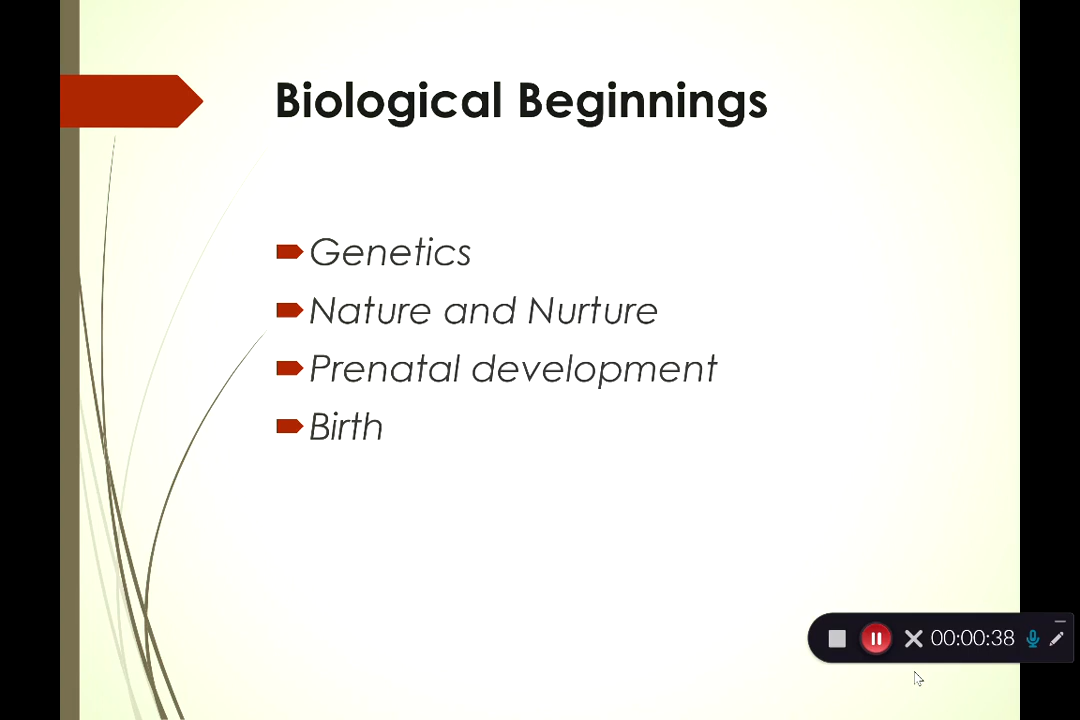 Biological Beginnings
Genetics
Nature and Nurture
Prenatal development
Birth
00:00:38